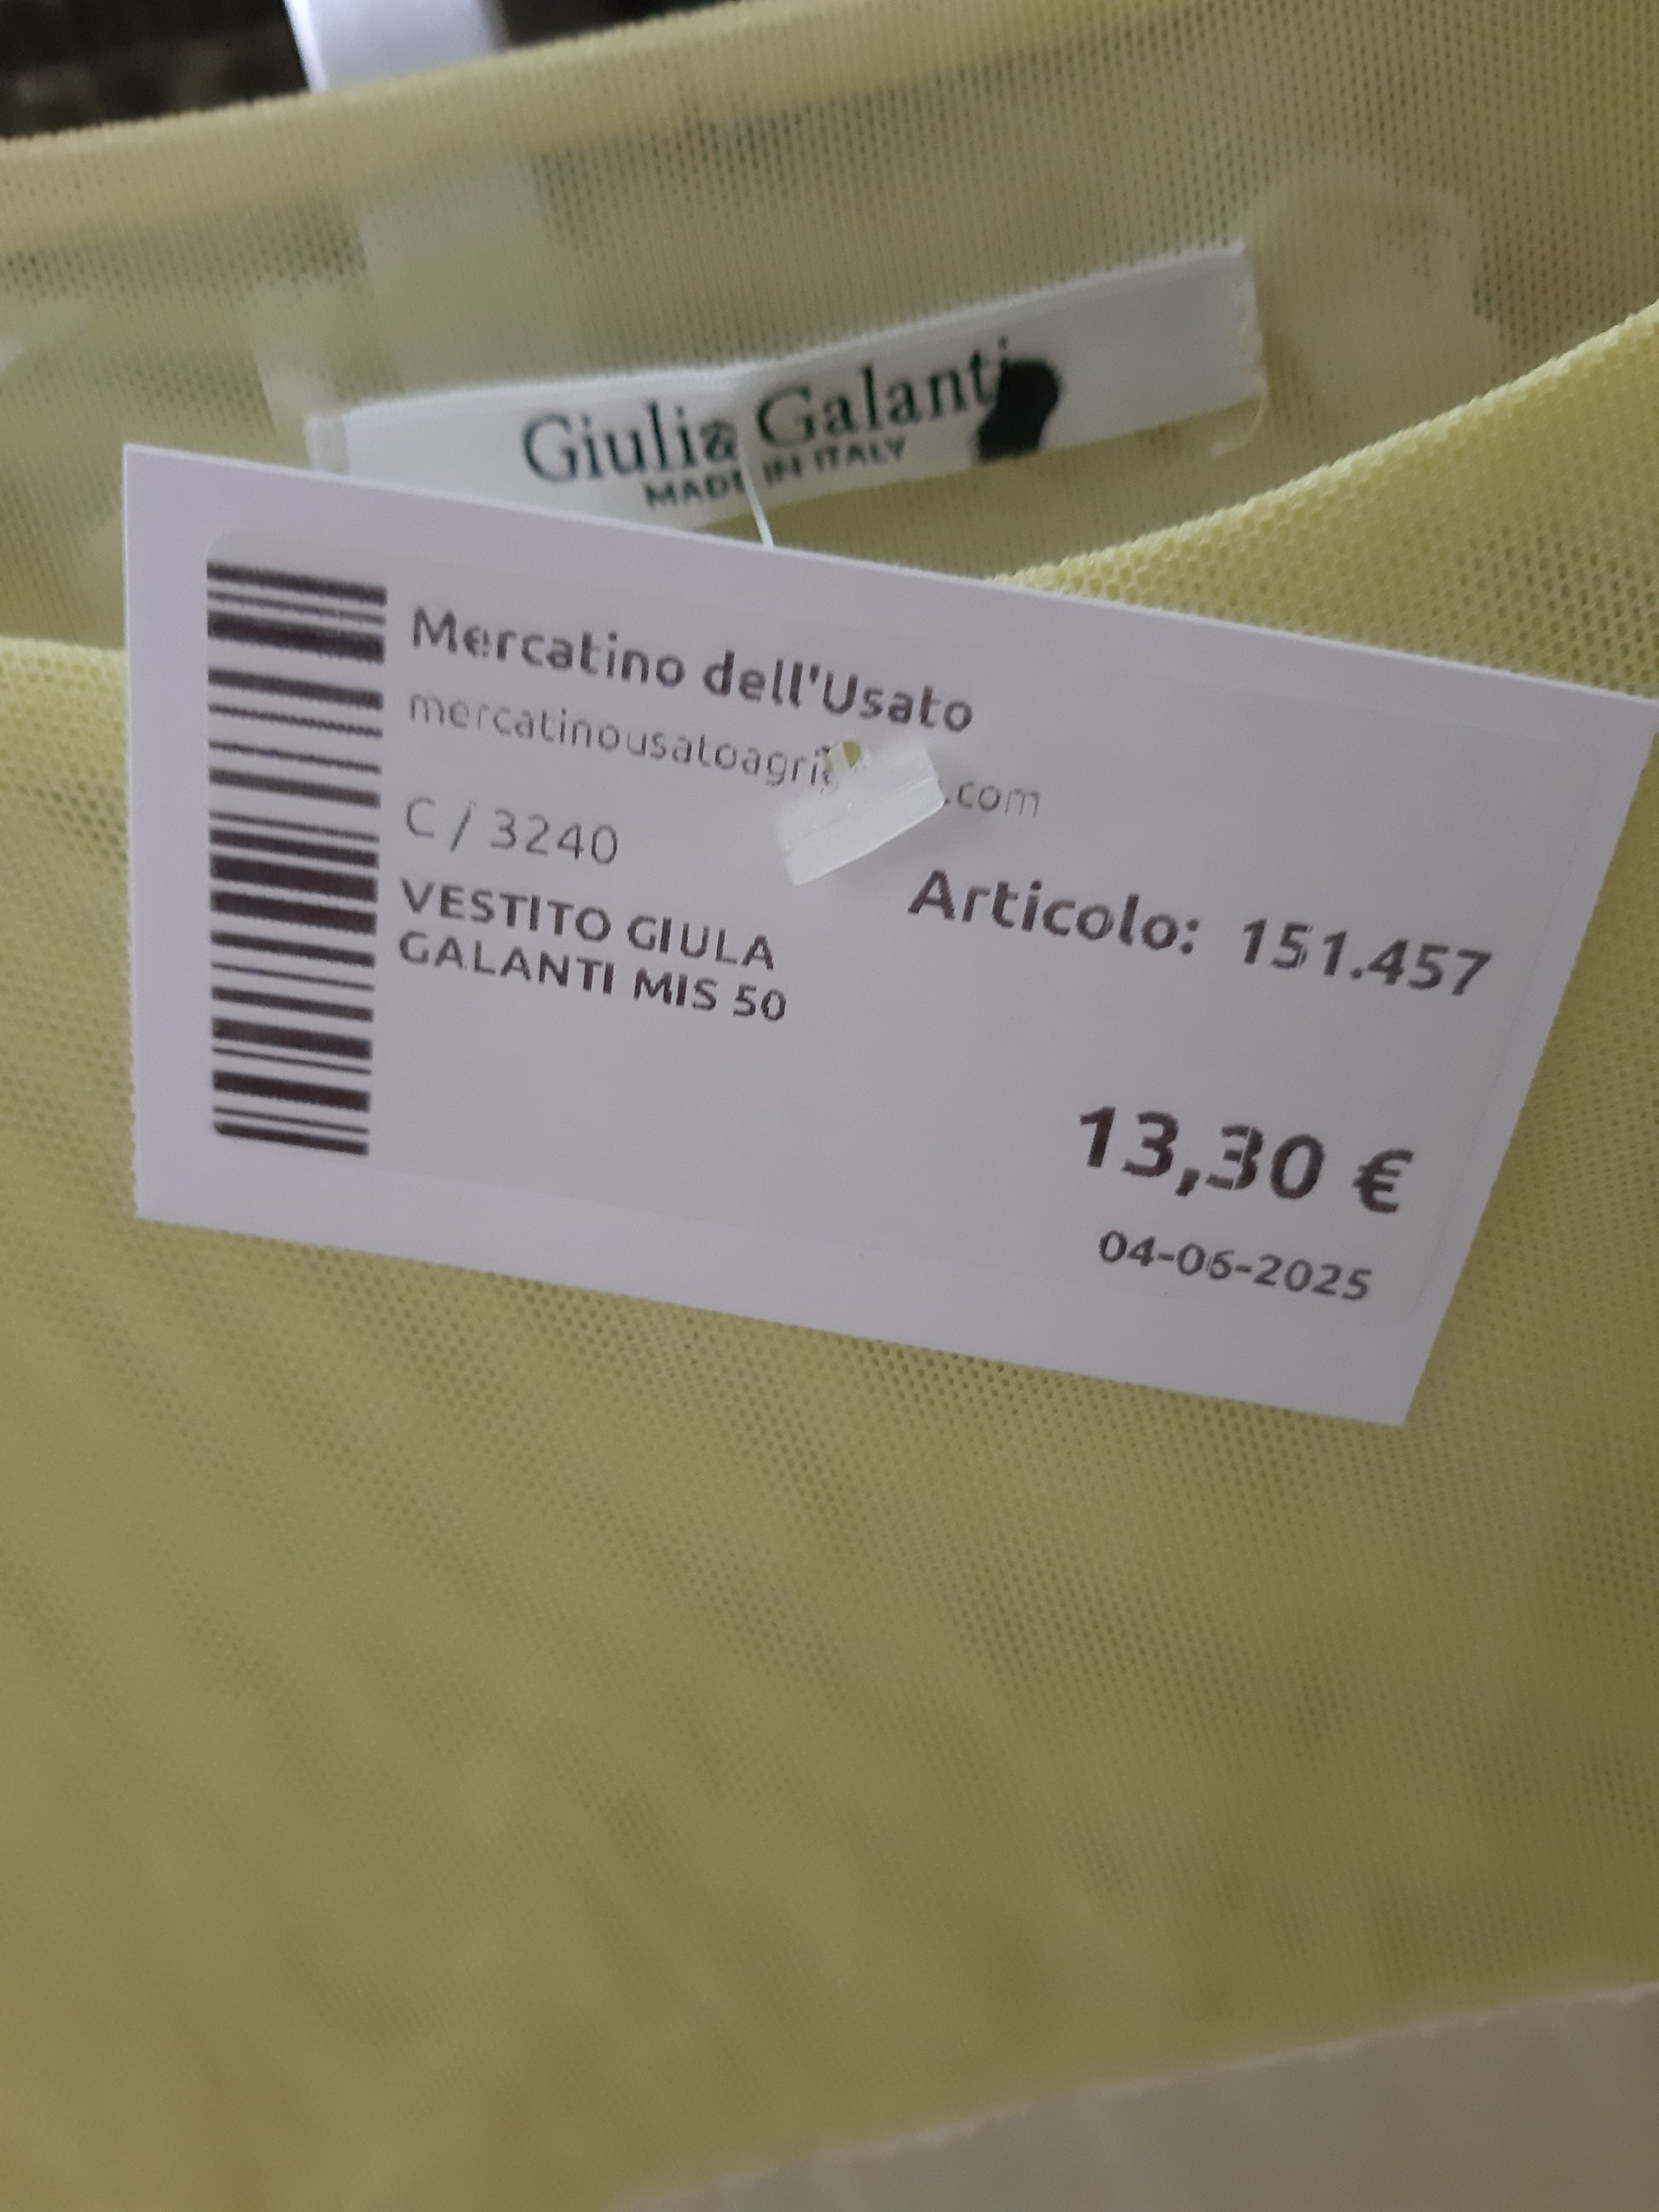 Giulia Galanti
MADE IN ITALY
Mercatino dell'Usato
.com
C / 3240
VESTITO GIULA
GALANTI MIS 50
Articolo: 151.457
13,30 €
04-06-2025